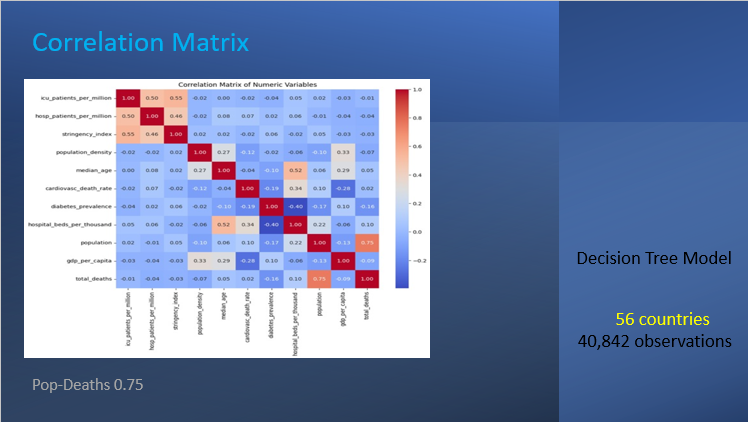 Correlation Matrix
Correlation Matrix of Numeric Variables
icu_patients_per_million 1.00 0.50 0.55 -0.02 0.00 -0.02 -0.04 0.05 0.02 -0.03 -0.01
hosp_patients_per_million 0.50 1.00 0.46 -0.02 0.08 0.07 0.02 0.06 -0.01 -0.04 -0.04
stringency_index 0.55 0.46 1.00 0.02 0.02 -0.02 0.06 -0.02 0.05 -0.03 -0.03
population_density -0.02 -0.02 0.02 1.00 0.27 -0.12 -0.02 -0.06 -0.10 0.33 -0.07
median_age 0.00 0.08 0.02 0.27 1.00 -0.04 -0.10 0.52 0.06 0.29 0.05
cardiovasc_death_rate -0.02 0.07 -0.02 -0.12 -0.04 1.00 -0.19 0.34 0.10 -0.28 0.02
diabetes_prevalence -0.04 0.02 0.06 -0.02 -0.10 -0.19 1.00 -0.40 -0.17 0.10 -0.16
hospital_beds_per_thousand 0.05 0.06 -0.02 -0.06 0.52 0.34 -0.40 1.00 0.22 -0.06 0.10
population 0.02 -0.01 0.05 -0.10 0.06 0.10 -0.17 0.22 1.00 -0.13 0.75
gdp_per_capita -0.03 -0.04 -0.03 0.33 0.29 -0.28 0.10 -0.06 -0.13 1.00 -0.09
total_deaths -0.01 -0.04 -0.03 -0.07 0.05 0.02 -0.16 0.10 0.75 -0.09 1.00
icu_patients_per_million
hosp_patients_per_million
stringency_index
population_density
median_age
cardiovasc_death_rate
diabetes_prevalence
hospital_beds_per_thousand
population
gdp_per_capita
total_deaths
1.0
0.8
0.6
0.4
0.2
0.0
-0.2
Decision Tree Model
56 countries
40,842 observations
Pop-Deaths 0.75